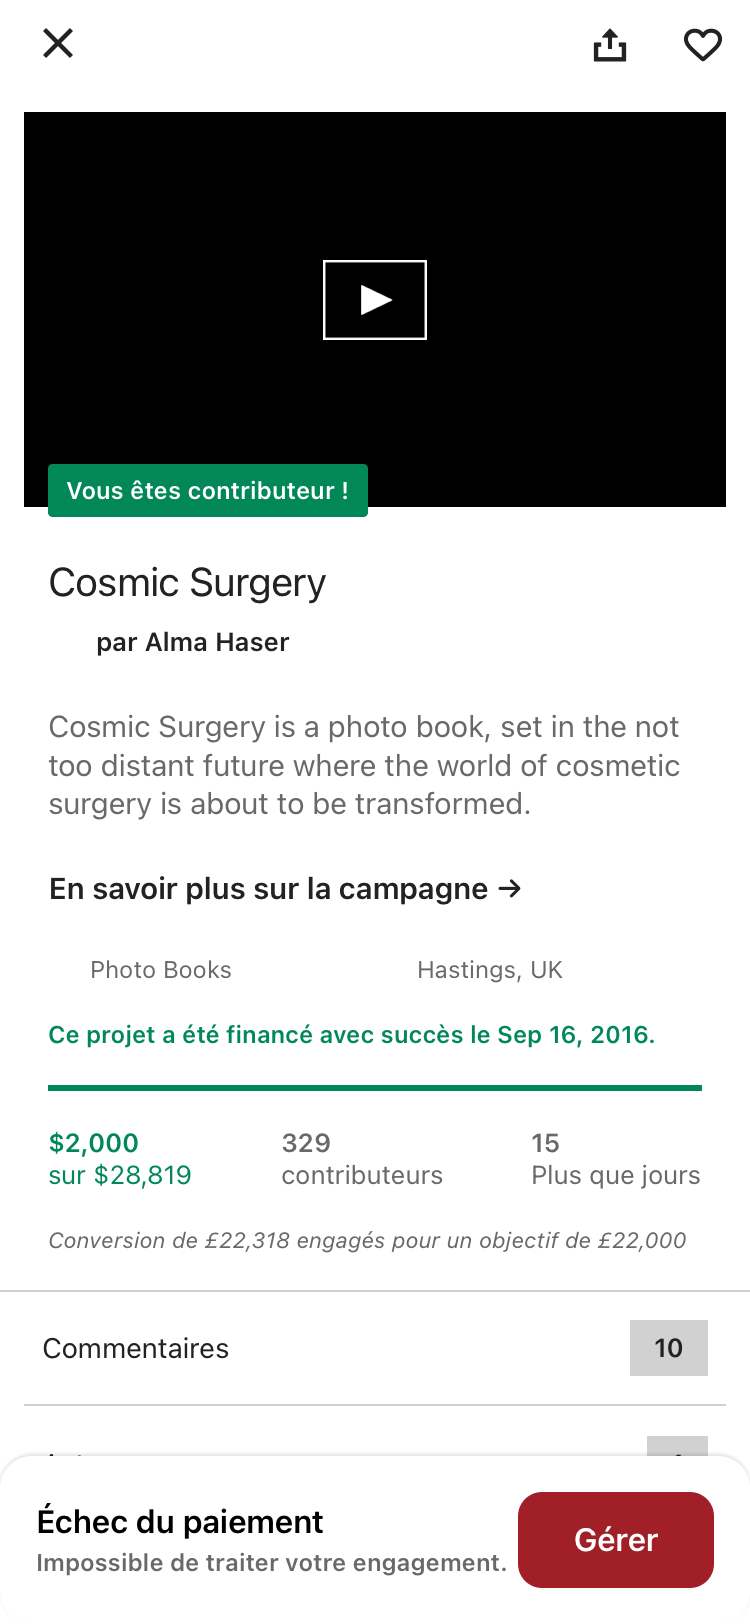 Vous êtes contributeur !
Cosmic Surgery
par Alma Haser
Cosmic Surgery is a photo book, set in the not
too distant future where the world of cosmetic
surgery is about to be transformed.
En savoir plus sur la campagne →
Photo Books
Hastings, UK
Ce projet a été financé avec succès le Sep 16, 2016.
$2,000
sur $28,819
329
contributeurs
15
Plus que jours
Conversion de £22,318 engagés pour un objectif de £22,000
Commentaires
10
Échec du paiement
Impossible de traiter votre engagement.
Gérer